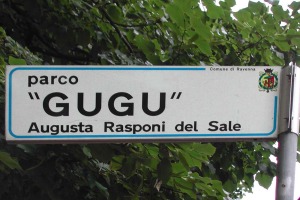 Comune di Ravenna
parco
"GUGU"
Augusta Rasponi del Sale